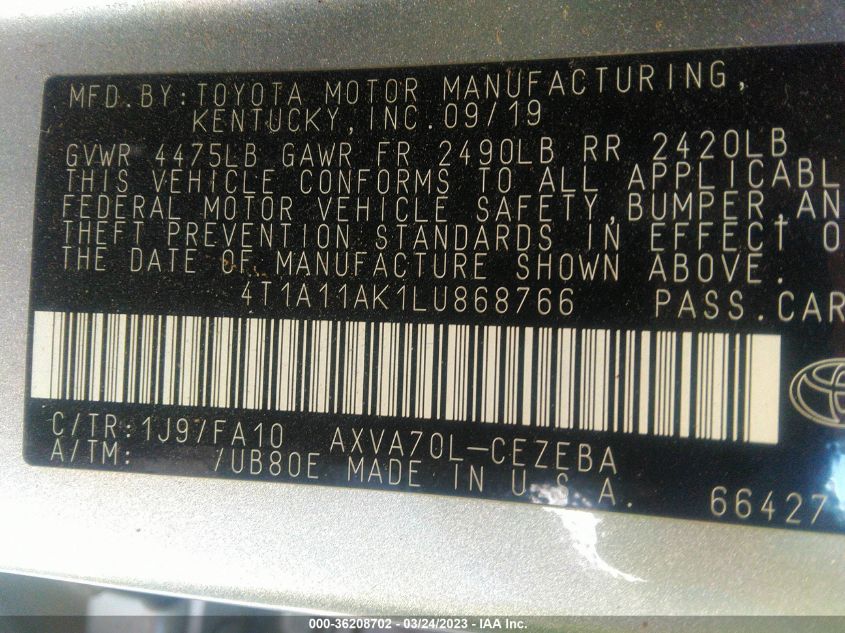 MFD.BY:TOYOTA MOTOR MANUFACTURING,
KENTUCKY,INC.09/19
GVWR 4475LB GAWR FR 2490LB RR 2420LB
THIS VEHICLE CONFORMS TO ALL APPLICABL
FEDERAL MOTOR VEHICLE SAFETY,BUMPER,AN
THEFT PREVENTION STANDARDS IN EFFECT O
THE DATE OF MANUFACTURE SHOWN ABOVE.
4T1A11AK1LU868766 PASS.CAR
C/TR:1J97/FA10 AXVA70L-CEZEBA
A/TM: /UB80E MADE IN U.S.A.
66427
000-36208702 - 03/24/2023 - IAA Inc.